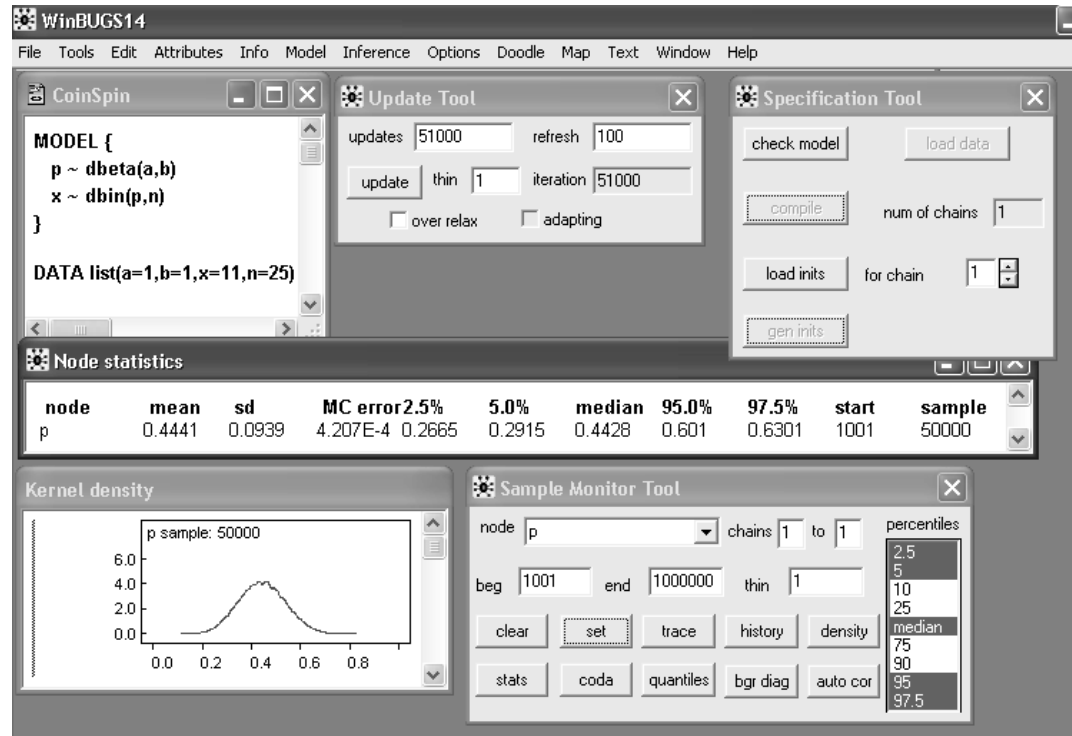 WinBUGS14
File Tools Edit Attributes Info Model Inference Options Doodle Map Text Window Help
CoinSpin
MODEL {
p ~ dbeta(a,b)
x ~ dbin(p,n)
}
DATA list(a=1,b=1,x=11,n=25)
Update Tool
updates 51000 refresh 100
update thin 1 iteration 51000
over relax adapting
Specification Tool
check model load data
compile num of chains 1
load inits for chain 1
gen inits
Node statistics
node mean sd MC error 2.5% 5.0% median 95.0% 97.5% start sample
p 0.4441 0.0939 4.207E-4 0.2665 0.2915 0.4428 0.601 0.6301 1001 50000
Kernel density
p sample: 50000
6.0
4.0
2.0
0.0
0.0 0.2 0.4 0.6 0.8
Sample Monitor Tool
node p chains 1 to 1 percentiles
beg 1001 end 1000000 thin 1
clear set trace history density
stats coda quantiles bgr diag auto cor
2.5
5
10
25
median
75
90
95
97.5